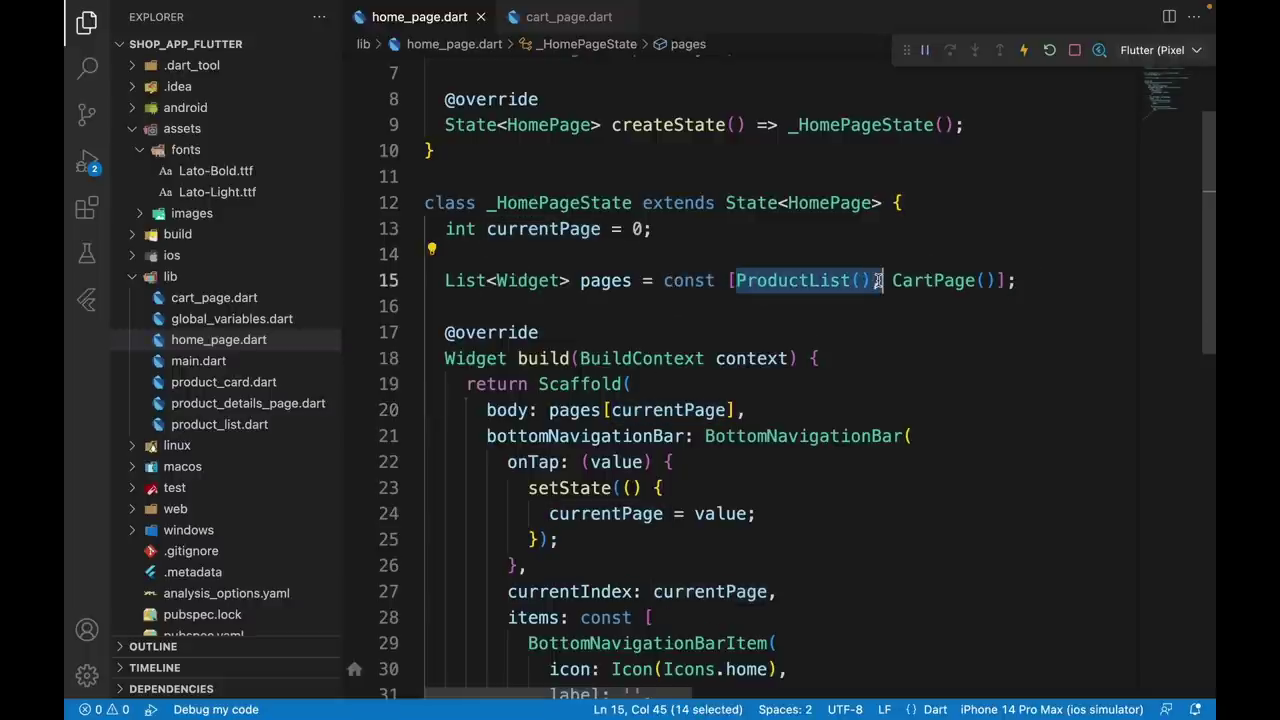 EXPLORER
SHOP_APP_FLUTTER
.dart_tool
.idea
android
assets
fonts
Aa Lato-Bold.ttf
Aa Lato-Light.ttf
images
build
ios
lib
cart_page.dart
global_variables.dart
home_page.dart
main.dart
product_card.dart
product_details_page.dart
product_list.dart
linux
macos
test
web
windows
.gitignore
.metadata
analysis_options.yaml
pubspec.lock
pubspec.yaml
OUTLINE
TIMELINE
DEPENDENCIES
2
home_page.dart
cart_page.dart
lib > home_page.dart > _HomePageState > pages
Flutter (Pixel
7
8 @override
9 State<HomePage> createState() => _HomePageState();
10 }
11
12 class _HomePageState extends State<HomePage> {
13 int currentPage = 0;
14
15 List<Widget> pages = const [ProductList(), CartPage()];
16
17 @override
18 Widget build(BuildContext context) {
19 return Scaffold(
20 body: pages[currentPage],
21 bottomNavigationBar: BottomNavigationBar(
22 onTap: (value) {
23 setState(() {
24 currentPage = value;
25 });
26 },
27 currentIndex: currentPage,
28 items: const [
29 BottomNavigationBarItem(
30 icon: Icon(Icons.home),
31 label: '',
0 0
Debug my code
Ln 15, Col 45 (14 selected)
Spaces: 2
UTF-8
LF
{} Dart
iPhone 14 Pro Max (ios simulator)